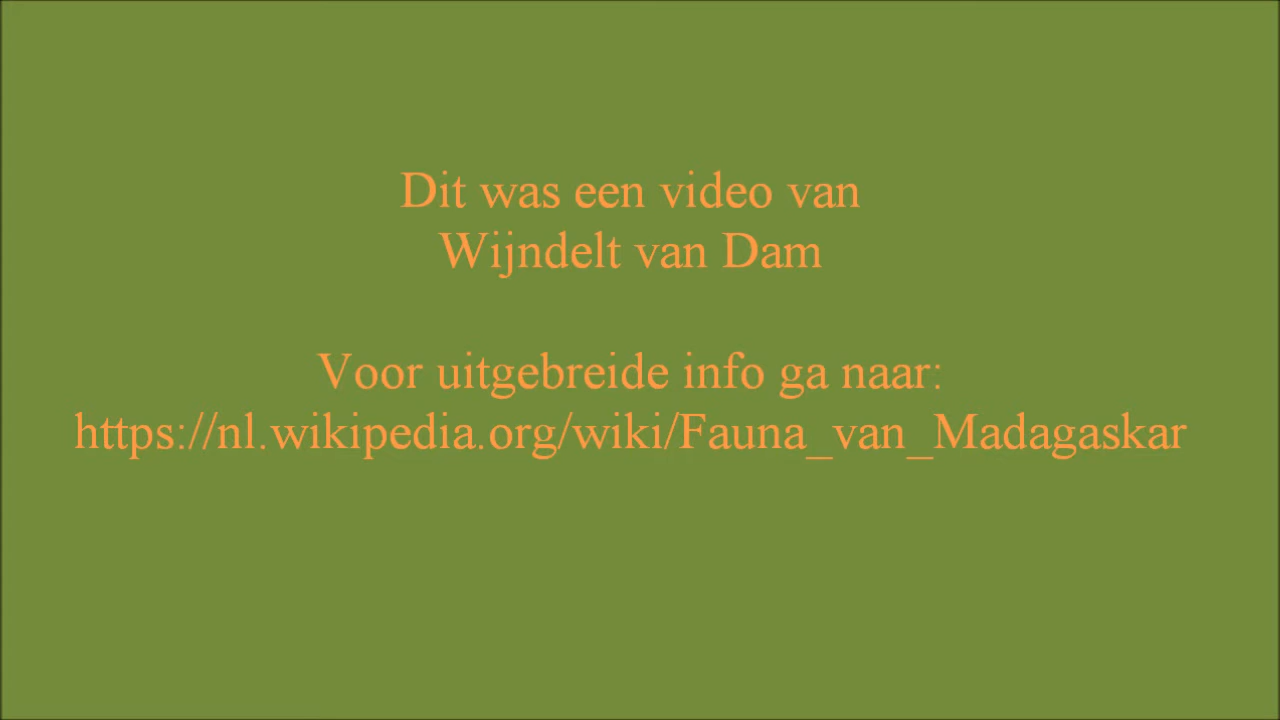 Dit was een video van
Wijndelt van Dam
Voor uitgebreide info ga naar:
https://nl.wikipedia.org/wiki/Fauna_van_Madagaskar